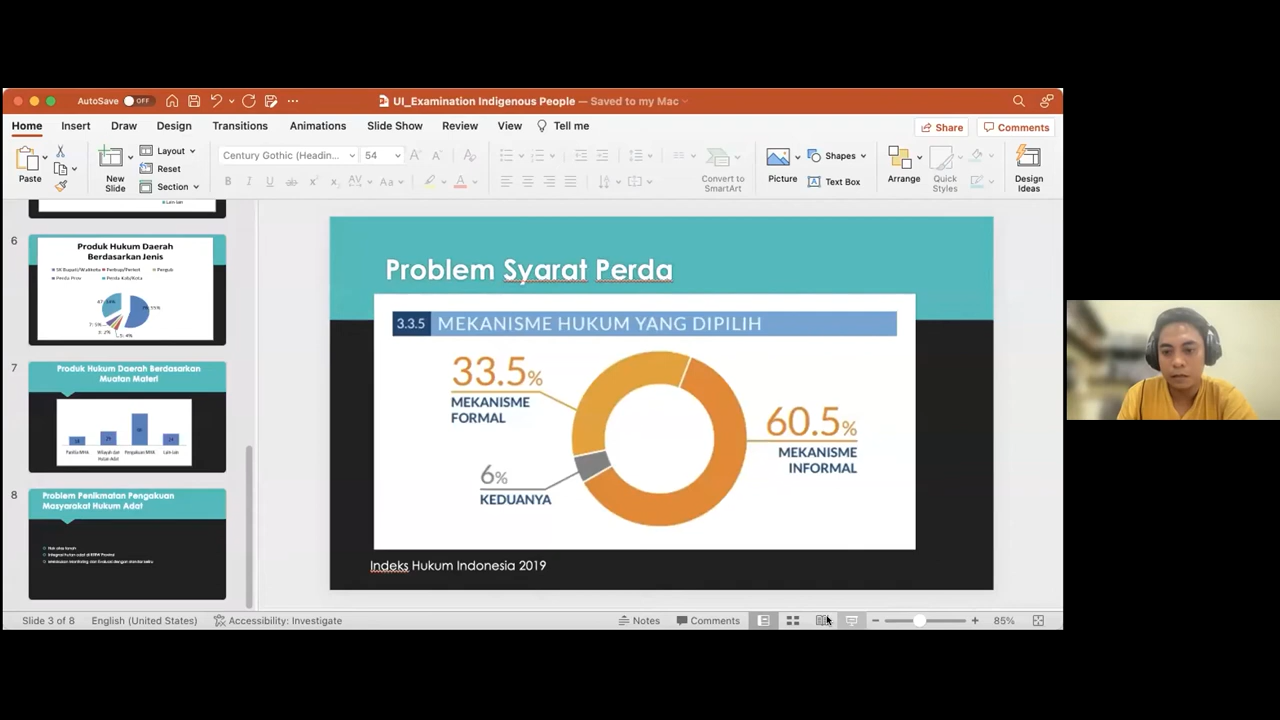 AutoSave OFF UI_Examination Indigenous People — Saved to my Mac
Home Insert Draw Design Transitions Animations Slide Show Review View Tell me Share Comments
Paste New Slide Layout Reset Section Century Gothic (Headin... 54 Convert to SmartArt Picture Shapes Text Box Arrange Quick Styles Design Ideas
Lain lain
6
Produk Hukum Daerah
Berdasarkan Jenis
7
Produk Hukum Daerah Berdasarkan
Muatan Materi
8
Problem Penikmatan Pengakuan
Masyarakat Hukum Adat
Problem Syarat Perda
3.3.5 MEKANISME HUKUM YANG DIPILIH
33.5%
MEKANISME
FORMAL
60.5%
MEKANISME
INFORMAL
6%
KEDUANYA
Indeks Hukum Indonesia 2019
Slide 3 of 8 English (United States) Accessibility: Investigate Notes Comments 85%